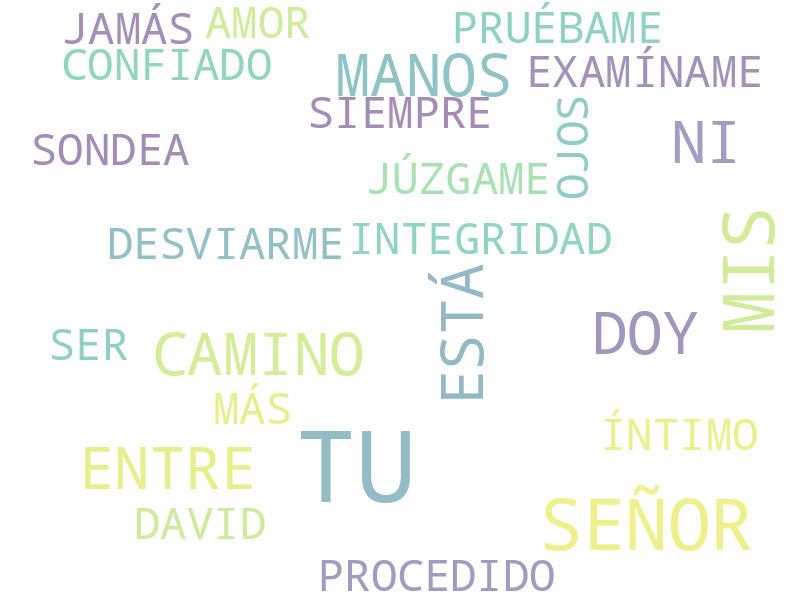 JAMÁS AMOR PRUÉBAME
CONFIADO MANOS EXAMÍNAME
SIEMPRE OJOS
SONDEA NI
JÚZGAME
DESVIARME INTEGRIDAD MIS
ESTÁ
SER CAMINO DOY
MÁS
ENTRE TU ÍNTIMO
DAVID SEÑOR
PROCEDIDO